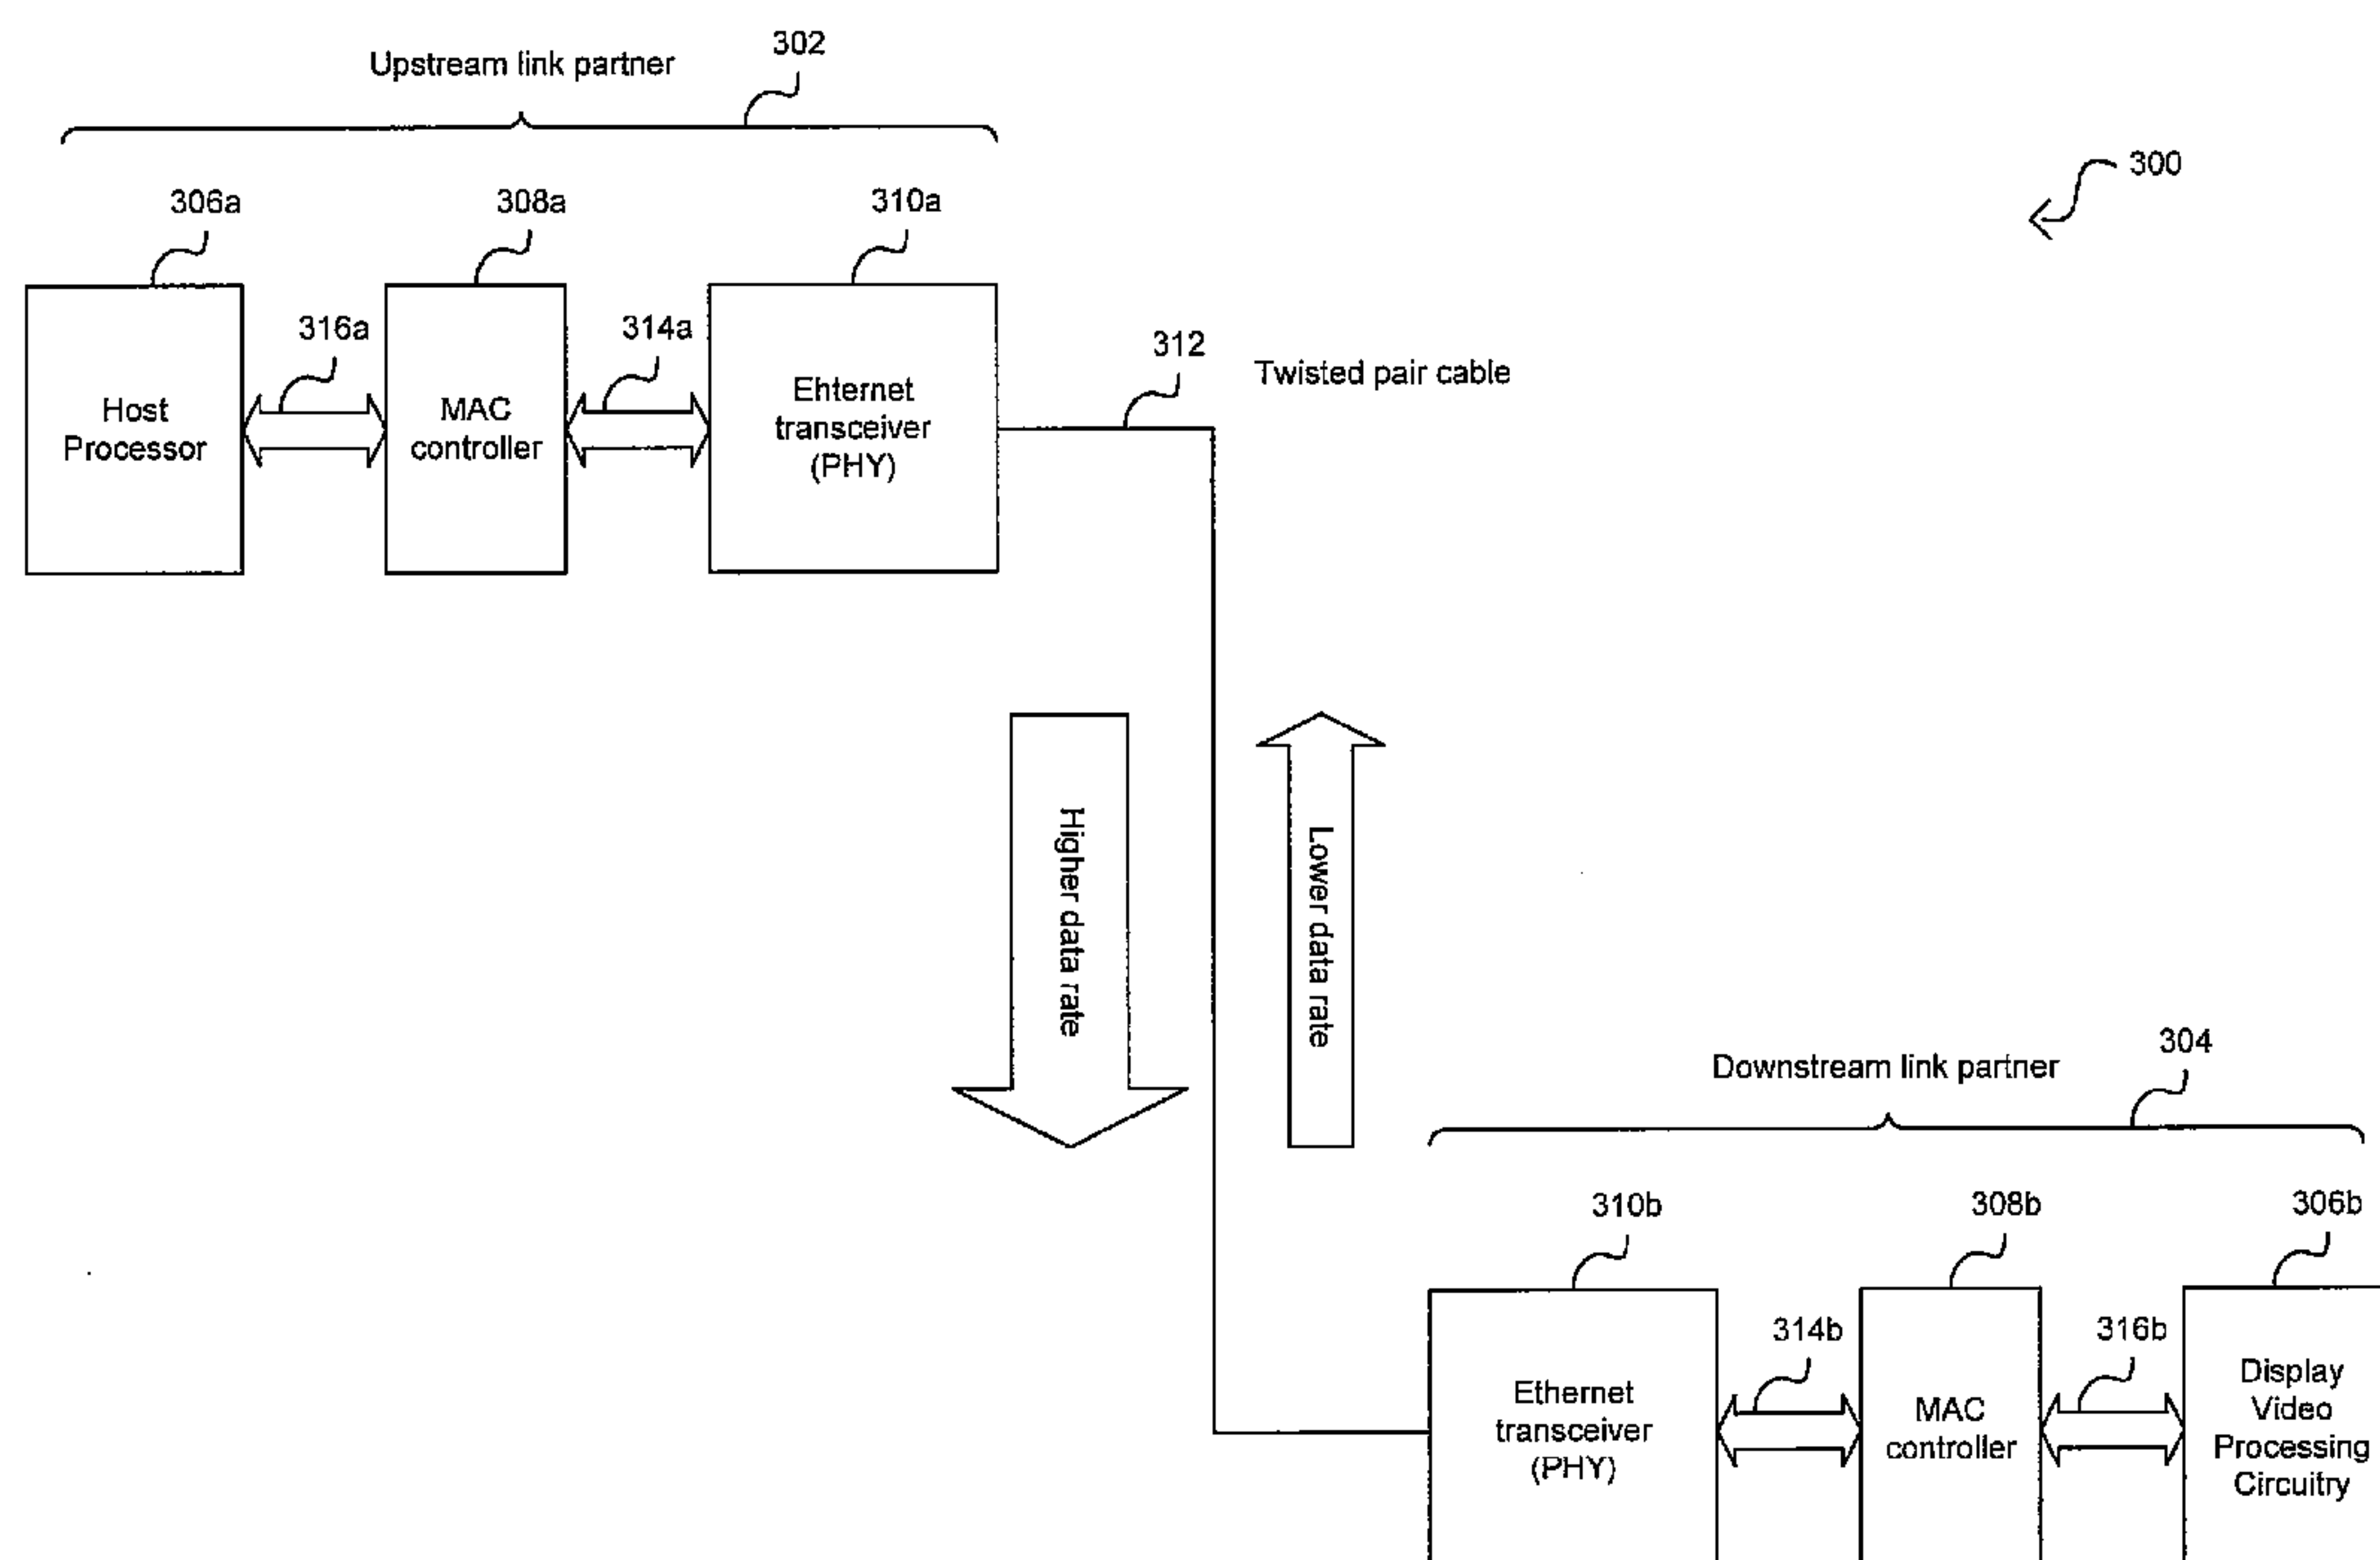 302
Upstream link partner
300
306a
308a
310a
316a
314a
312
Twisted pair cable
Host
Processor
MAC
controller
Ehternet
transceiver
(PHY)
Higher data rate
Lower data rate
304
Downstream link partner
310b
308b
306b
314b
316b
Ethernet
transceiver
(PHY)
MAC
controller
Display
Video
Processing
Circuitry